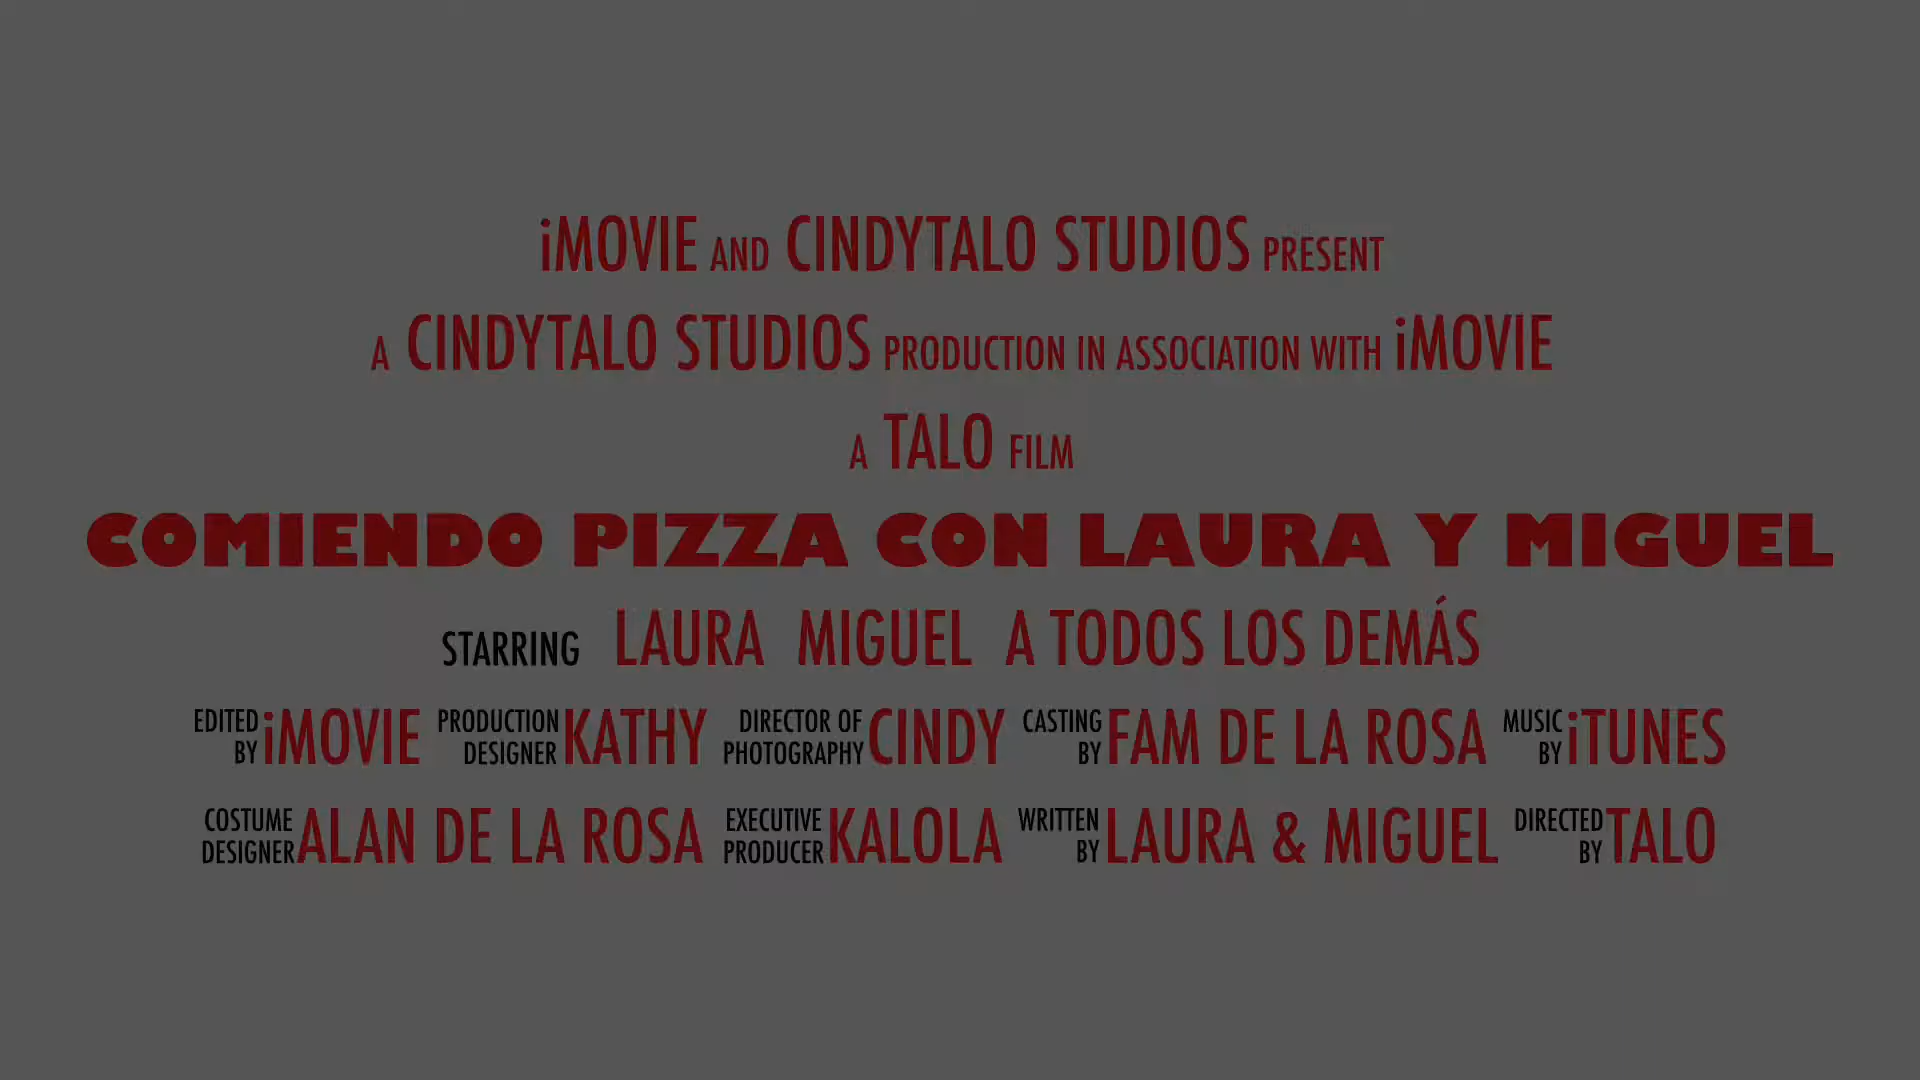 iMOVIE AND CINDYTALO STUDIOS PRESENT
A CINDYTALO STUDIOS PRODUCTION IN ASSOCIATION WITH iMOVIE
A TALO FILM
COMIENDO PIZZA CON LAURA Y MIGUEL
STARRING LAURA MIGUEL A TODOS LOS DEMÁS
EDITED BY iMOVIE PRODUCTION DESIGNER KATHY DIRECTOR OF PHOTOGRAPHY CINDY CASTING BY FAM DE LA ROSA MUSIC BY iTUNES
COSTUME DESIGNER ALAN DE LA ROSA EXECUTIVE PRODUCER KALOLA WRITTEN BY LAURA & MIGUEL DIRECTED BY TALO